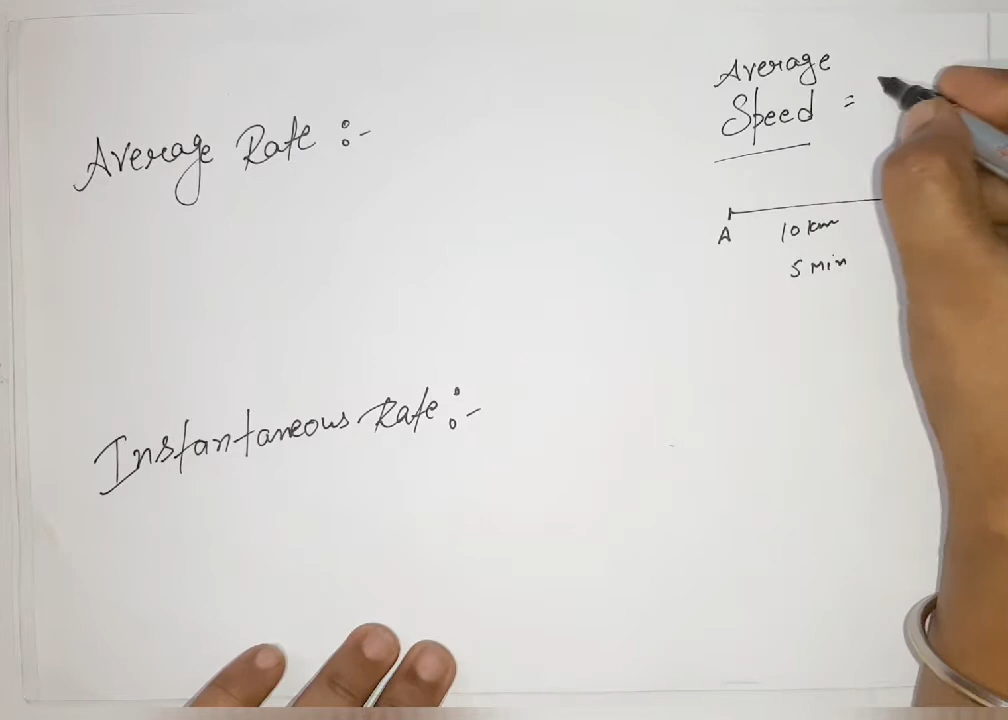 Average Rate :-
Instantaneous Rate :-
Average
Speed =
A
10 km
5 Min